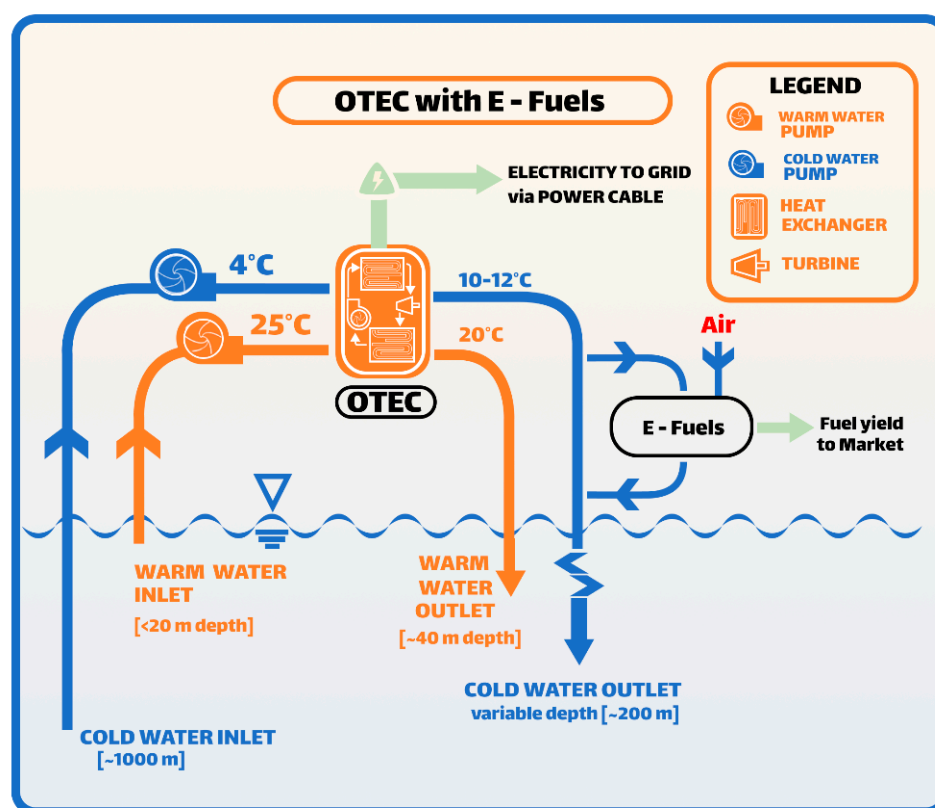 OTEC with E - Fuels
LEGEND
WARM WATER
PUMP
COLD WATER
PUMP
HEAT
EXCHANGER
TURBINE
ELECTRICITY TO GRID
via POWER CABLE
4°C
10-12°C
25°C
20°C
Air
OTEC
E - Fuels
Fuel yield
to Market
WARM WATER
INLET
[<20 m depth]
WARM
WATER
OUTLET
[~40 m depth]
COLD WATER OUTLET
variable depth [~200 m]
COLD WATER INLET
[~1000 m]